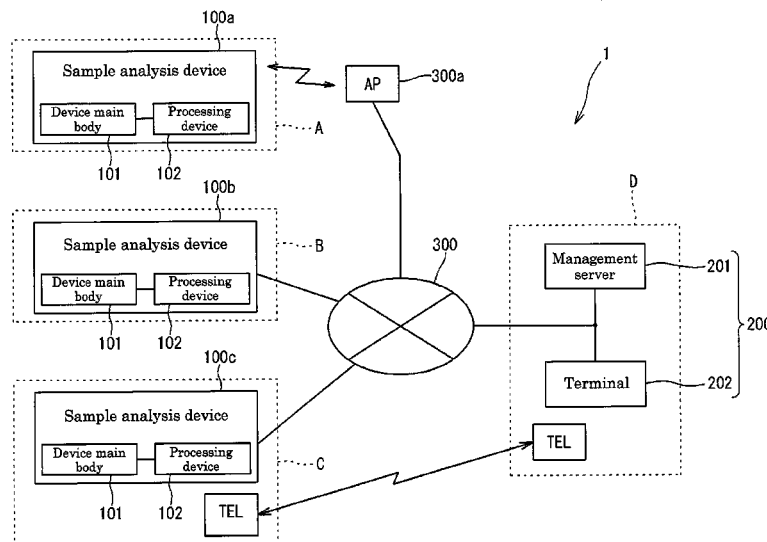 100a
Sample analysis device
Device main
body
Processing
device
101
102
A
AP
300a
1
100b
Sample analysis device
Device main
body
Processing
device
101
102
B
300
D
Management
server
201
200
Terminal
202
TEL
100c
Sample analysis device
Device main
body
Processing
device
101
102
C
TEL